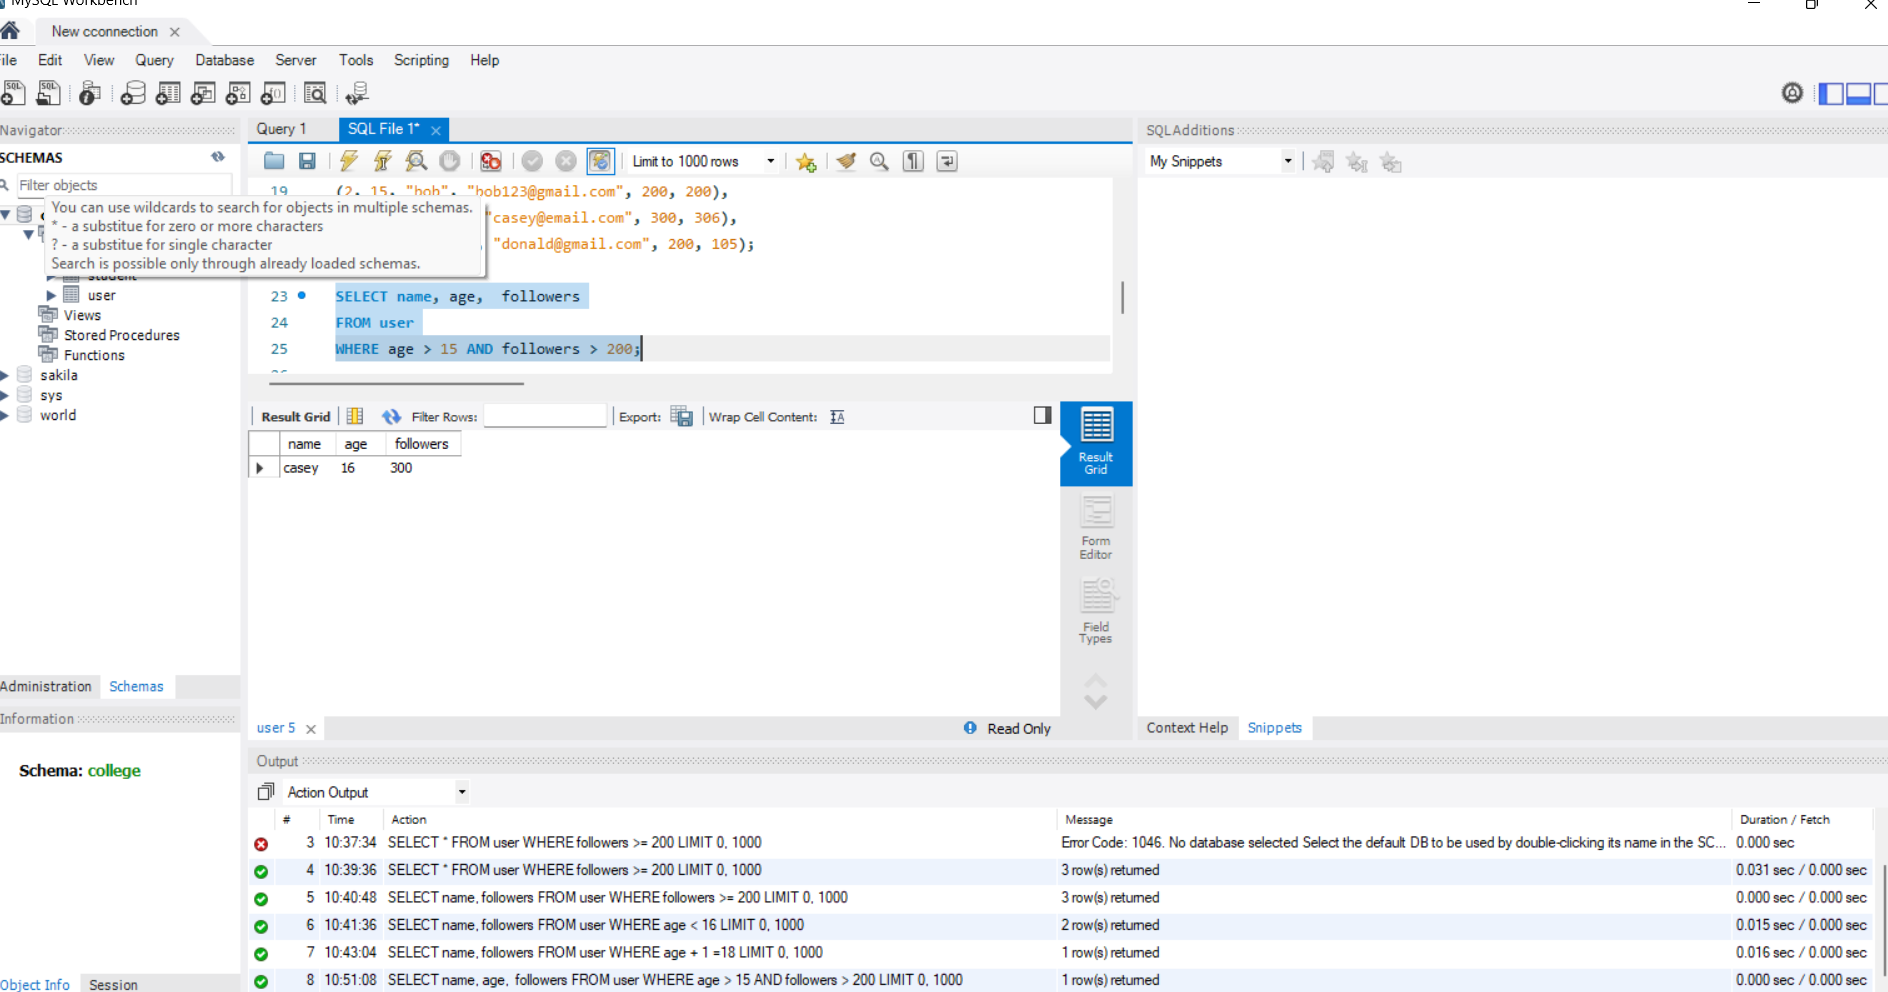 MySQL Workbench
New cconnection
ile Edit View Query Database Server Tools Scripting Help
Navigator
SCHEMAS
Filter objects
You can use wildcards to search for objects in multiple schemas.
* - a substitue for zero or more characters
? - a substitue for single character
Search is possible only through already loaded schemas.
student
user
Views
Stored Procedures
Functions
sakila
sys
world
Administration Schemas
Information
Schema: college
Object Info Session
Query 1 SQL File 1*
Limit to 1000 rows
19 (2, 15, "bob", "bob123@gmail.com", 200, 200),
"casey@email.com", 300, 306),
, "donald@gmail.com", 200, 105);
23 SELECT name, age,  followers
24 FROM user
25 WHERE age > 15 AND followers > 200;
26
Result Grid Filter Rows: Export: Wrap Cell Content:
name age followers
casey 16 300
Result
Grid
Form
Editor
Field
Types
user 5 Read Only
SQLAdditions
My Snippets
Context Help Snippets
Output
Action Output
# Time Action Message Duration / Fetch
3 10:37:34 SELECT * FROM user WHERE followers >= 200 LIMIT 0, 1000 Error Code: 1046. No database selected Select the default DB to be used by double-clicking its name in the SC... 0.000 sec
4 10:39:36 SELECT * FROM user WHERE followers >= 200 LIMIT 0, 1000 3 row(s) returned 0.031 sec / 0.000 sec
5 10:40:48 SELECT name, followers FROM user WHERE followers >= 200 LIMIT 0, 1000 3 row(s) returned 0.000 sec / 0.000 sec
6 10:41:36 SELECT name, followers FROM user WHERE age < 16 LIMIT 0, 1000 2 row(s) returned 0.015 sec / 0.000 sec
7 10:43:04 SELECT name, followers FROM user WHERE age + 1 =18 LIMIT 0, 1000 1 row(s) returned 0.016 sec / 0.000 sec
8 10:51:08 SELECT name, age,  followers FROM user WHERE age > 15 AND followers > 200 LIMIT 0, 1000 1 row(s) returned 0.000 sec / 0.000 sec